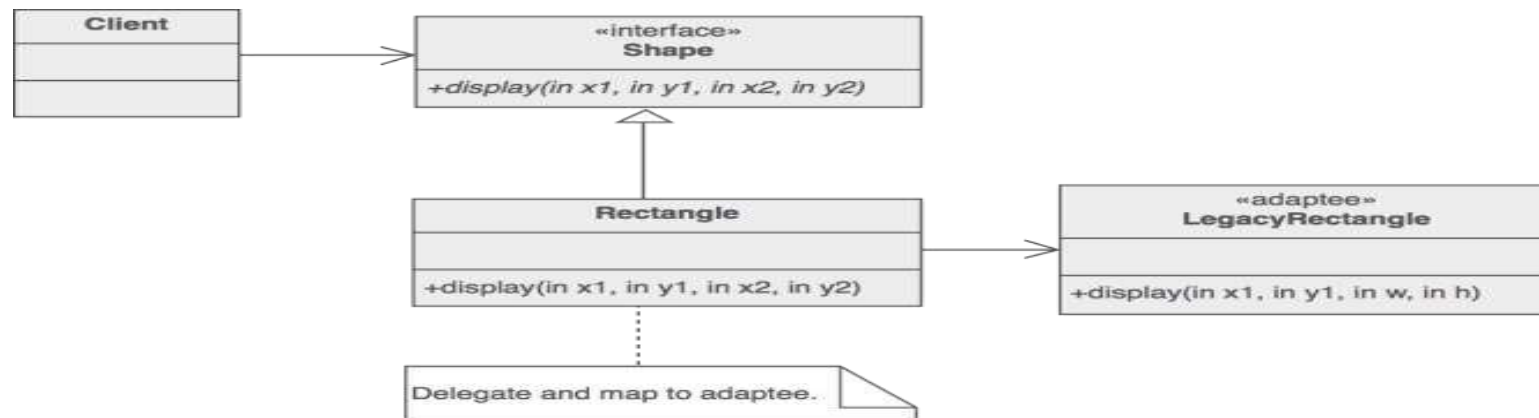 Client
«interface»
Shape
+display(in x1, in y1, in x2, in y2)
Rectangle
+display(in x1, in y1, in x2, in y2)
«adaptee»
LegacyRectangle
+display(in x1, in y1, in w, in h)
Delegate and map to adaptee.